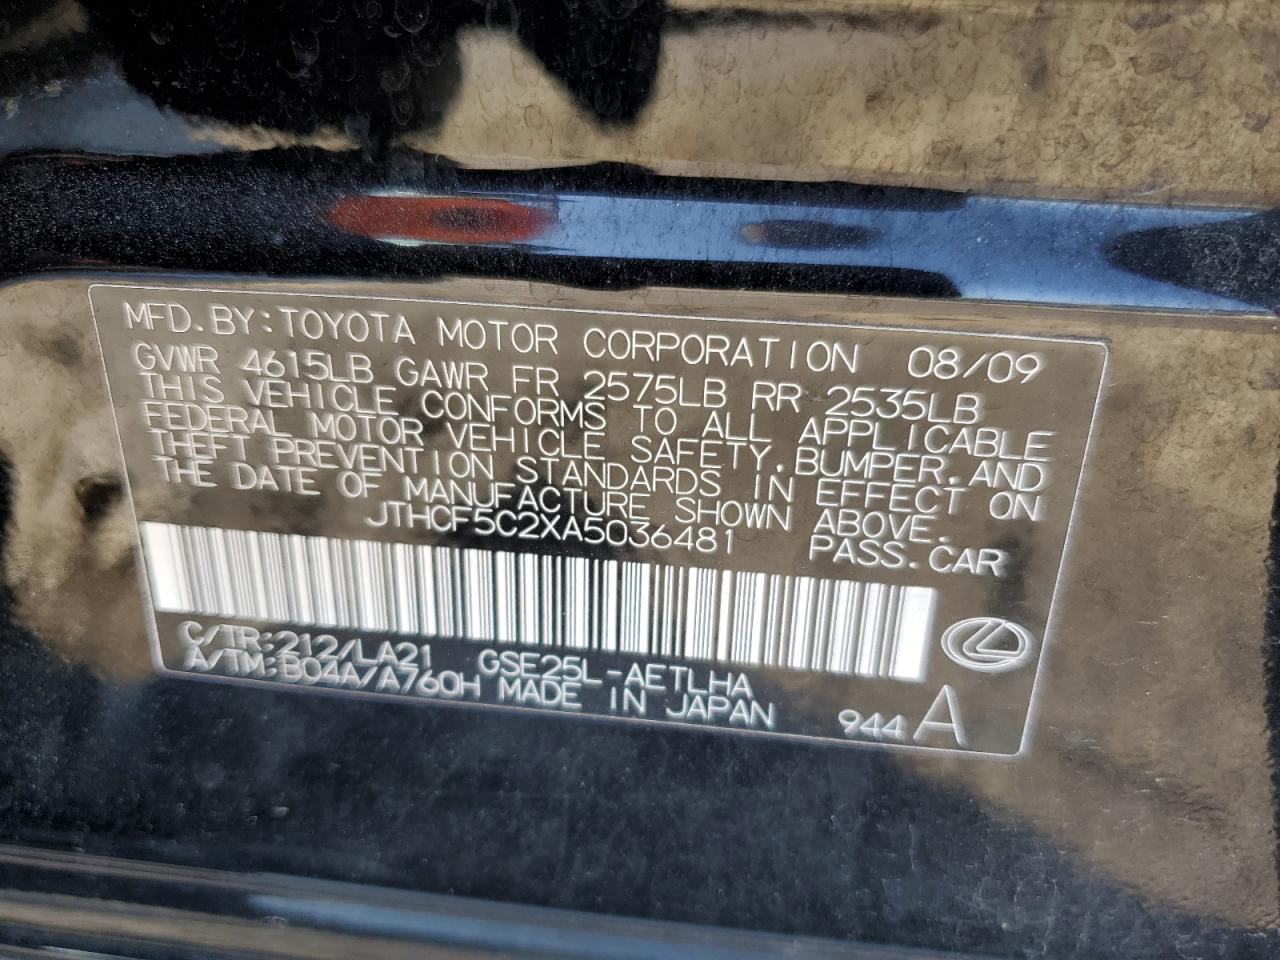 MFD.BY:TOYOTA MOTOR CORPORATION 08/09
GVWR 4615LB GAWR FR 2575LB RR 2535LB
THIS VEHICLE CONFORMS TO ALL APPLICABLE
FEDERAL MOTOR VEHICLE SAFETY,BUMPER,AND
THEFT PREVENTION STANDARDS IN EFFECT ON
THE DATE OF MANUFACTURE SHOWN ABOVE.
JTHCF5C2XA5036481 PASS.CAR
C/TR:212/LA21 GSE25L-AETLHA
A/TM:B04A/A760H MADE IN JAPAN 944 A